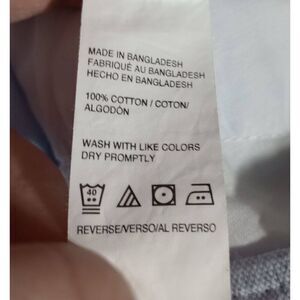 MADE IN BANGLADESH
FABRIQUÉ AU BANGLADESH
HECHO EN BANGLADESH
100% COTTON / COTON/
ALGODÓN
WASH WITH LIKE COLORS
DRY PROMPTLY
40
REVERSE/VERSO/AL REVERSO